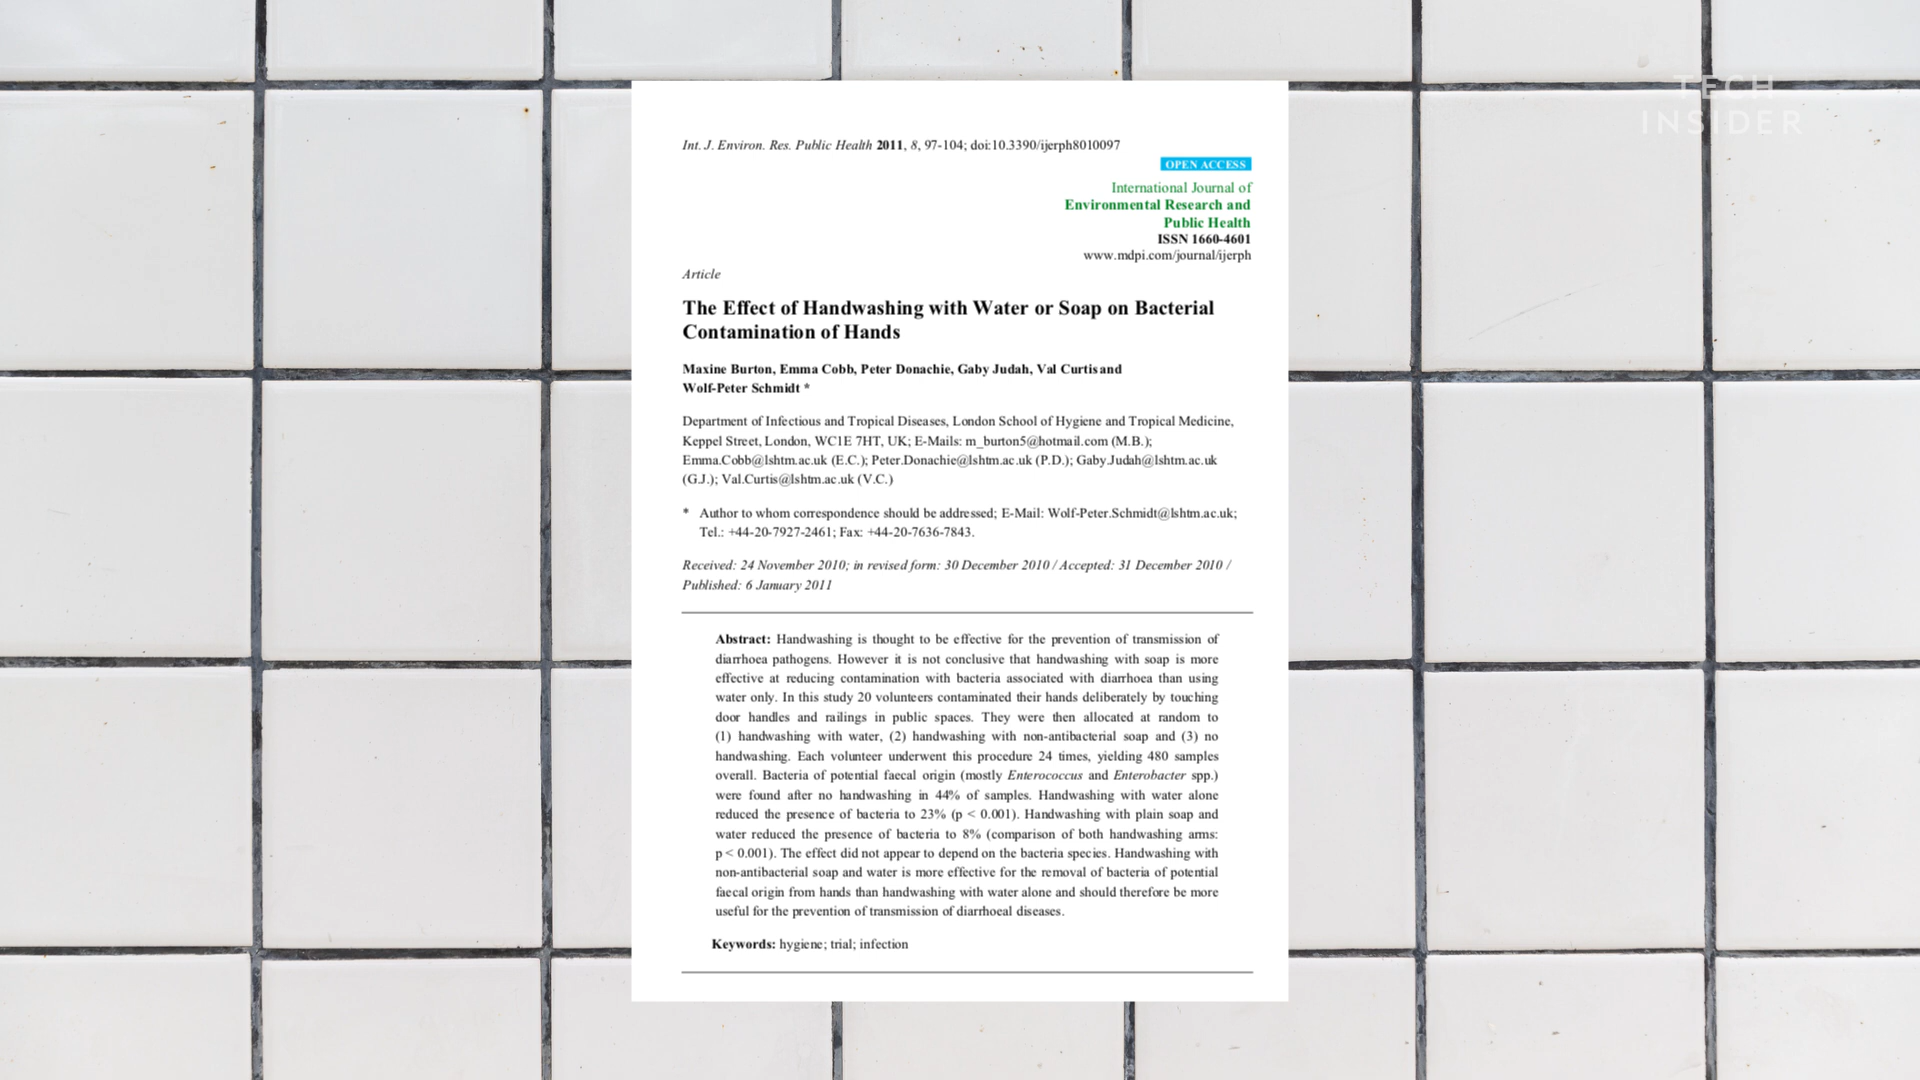 TECH
INSIDER
Int. J. Environ. Res. Public Health 2011, 8, 97-104; doi:10.3390/ijerph8010097
OPEN ACCESS
International Journal of
Environmental Research and
Public Health
ISSN 1660-4601
www.mdpi.com/journal/ijerph
Article
The Effect of Handwashing with Water or Soap on Bacterial
Contamination of Hands
Maxine Burton, Emma Cobb, Peter Donachie, Gaby Judah, Val Curtis and
Wolf-Peter Schmidt *
Department of Infectious and Tropical Diseases, London School of Hygiene and Tropical Medicine,
Keppel Street, London, WC1E 7HT, UK; E-Mails: m_burton5@hotmail.com (M.B.);
Emma.Cobb@lshtm.ac.uk (E.C.); Peter.Donachie@lshtm.ac.uk (P.D.); Gaby.Judah@lshtm.ac.uk
(G.J.); Val.Curtis@lshtm.ac.uk (V.C.)
* Author to whom correspondence should be addressed; E-Mail: Wolf-Peter.Schmidt@lshtm.ac.uk;
Tel.: +44-20-7927-2461; Fax: +44-20-7636-7843.
Received: 24 November 2010; in revised form: 30 December 2010 / Accepted: 31 December 2010 /
Published: 6 January 2011
Abstract: Handwashing is thought to be effective for the prevention of transmission of
diarrhoea pathogens. However it is not conclusive that handwashing with soap is more
effective at reducing contamination with bacteria associated with diarrhoea than using
water only. In this study 20 volunteers contaminated their hands deliberately by touching
door handles and railings in public spaces. They were then allocated at random to
(1) handwashing with water, (2) handwashing with non-antibacterial soap and (3) no
handwashing. Each volunteer underwent this procedure 24 times, yielding 480 samples
overall. Bacteria of potential faecal origin (mostly Enterococcus and Enterobacter spp.)
were found after no handwashing in 44% of samples. Handwashing with water alone
reduced the presence of bacteria to 23% (p < 0.001). Handwashing with plain soap and
water reduced the presence of bacteria to 8% (comparison of both handwashing arms:
p < 0.001). The effect did not appear to depend on the bacteria species. Handwashing with
non-antibacterial soap and water is more effective for the removal of bacteria of potential
faecal origin from hands than handwashing with water alone and should therefore be more
useful for the prevention of transmission of diarrhoeal diseases.
Keywords: hygiene; trial; infection